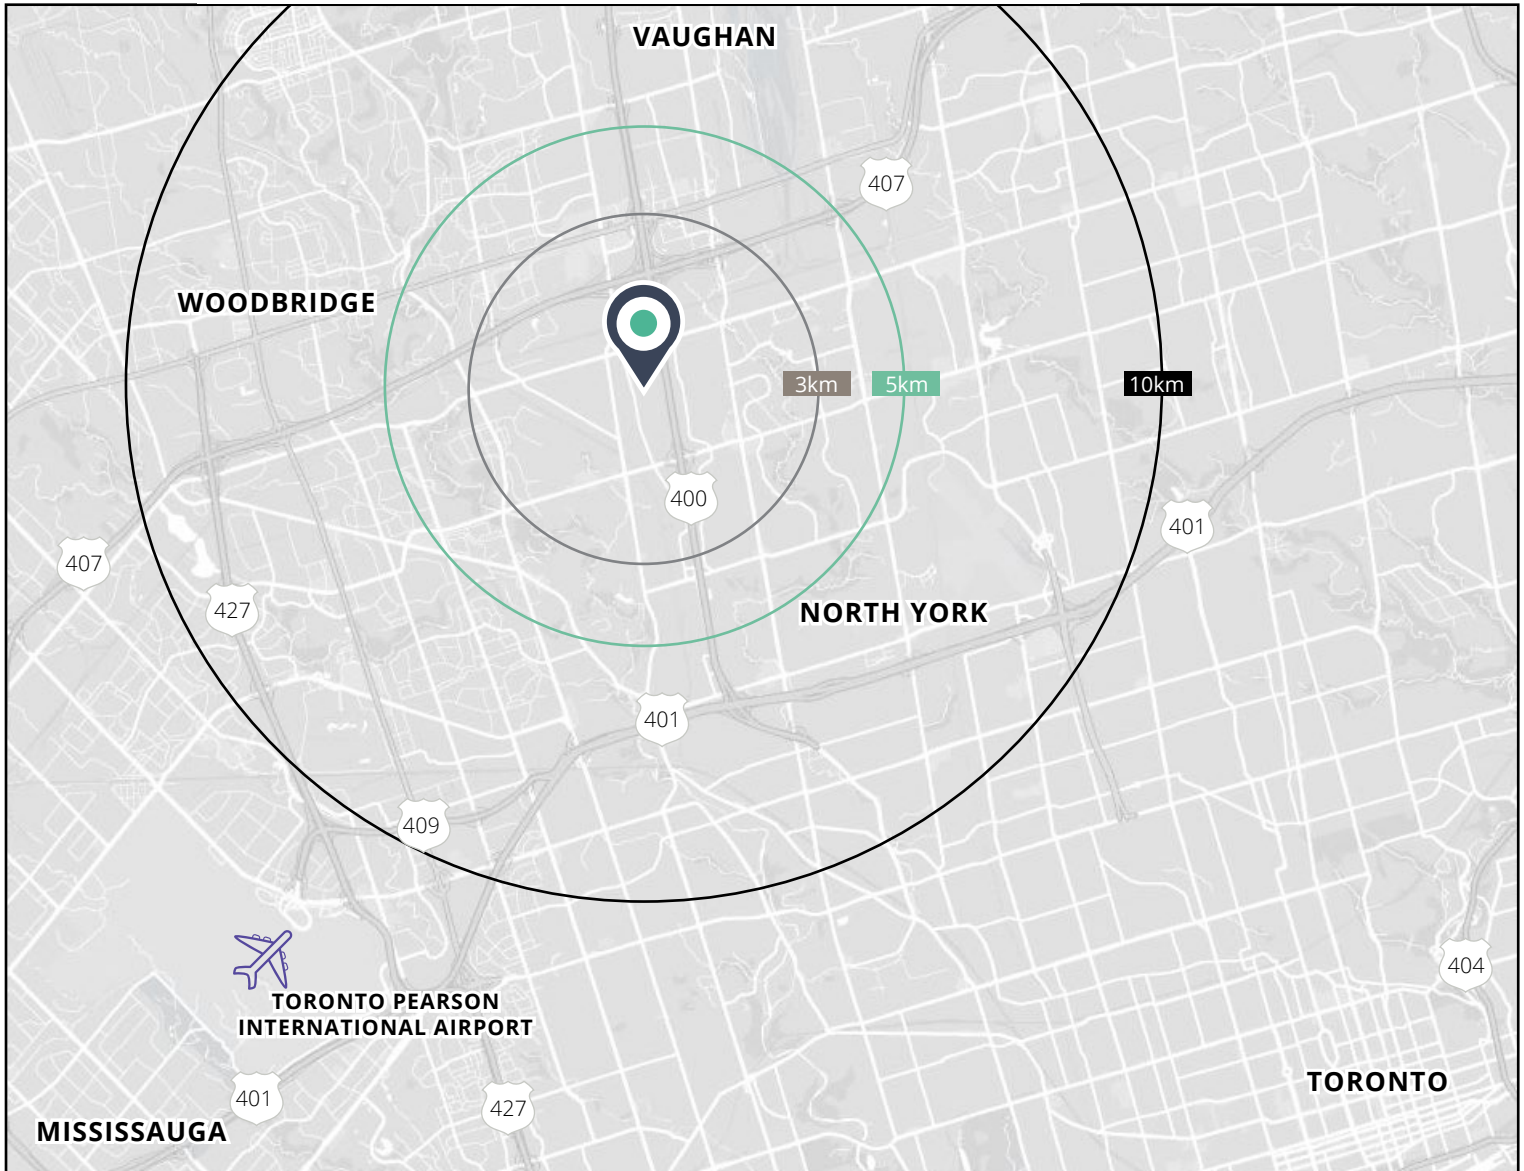 VAUGHAN
407
WOODBRIDGE
3km
5km
10km
400
401
407
427
NORTH YORK
401
409
404
TORONTO PEARSON
INTERNATIONAL AIRPORT
TORONTO
401
427
MISSISSAUGA